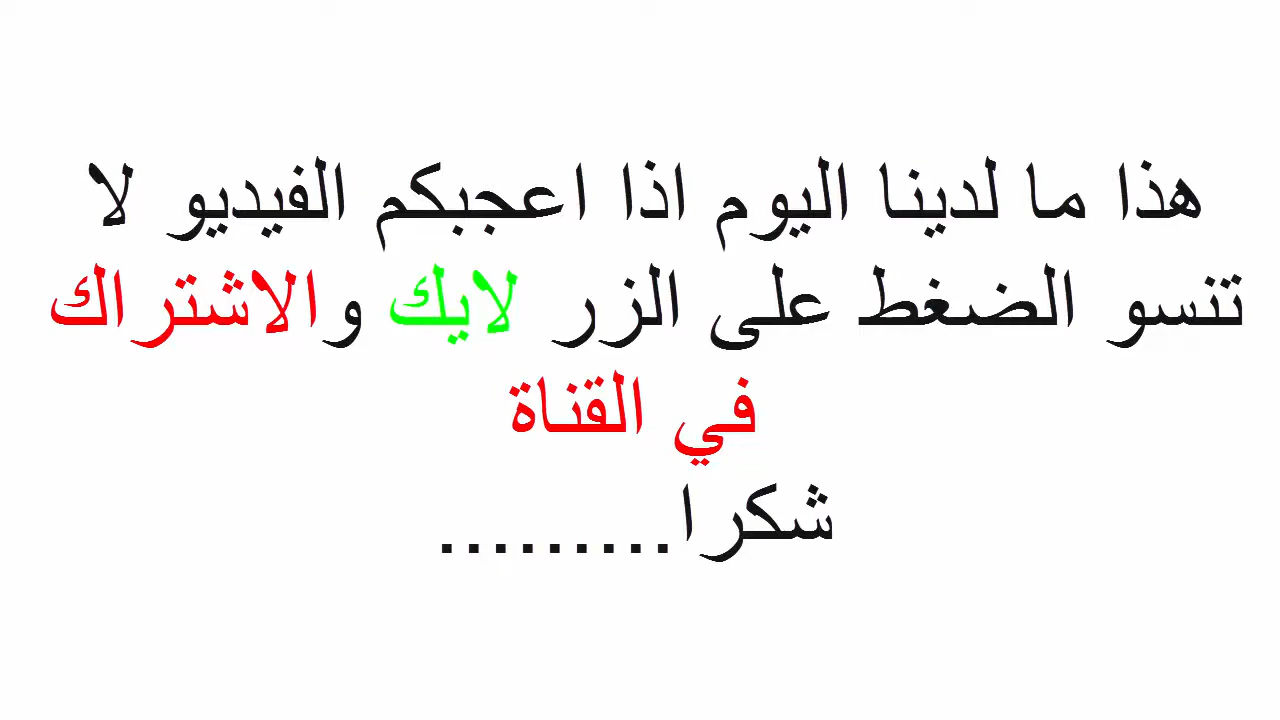 هذا ما لدينا اليوم اذا اعجبكم الفيديو لا
تنسو الضغط على الزر لايك والاشتراك
في القناة
شكرا.........